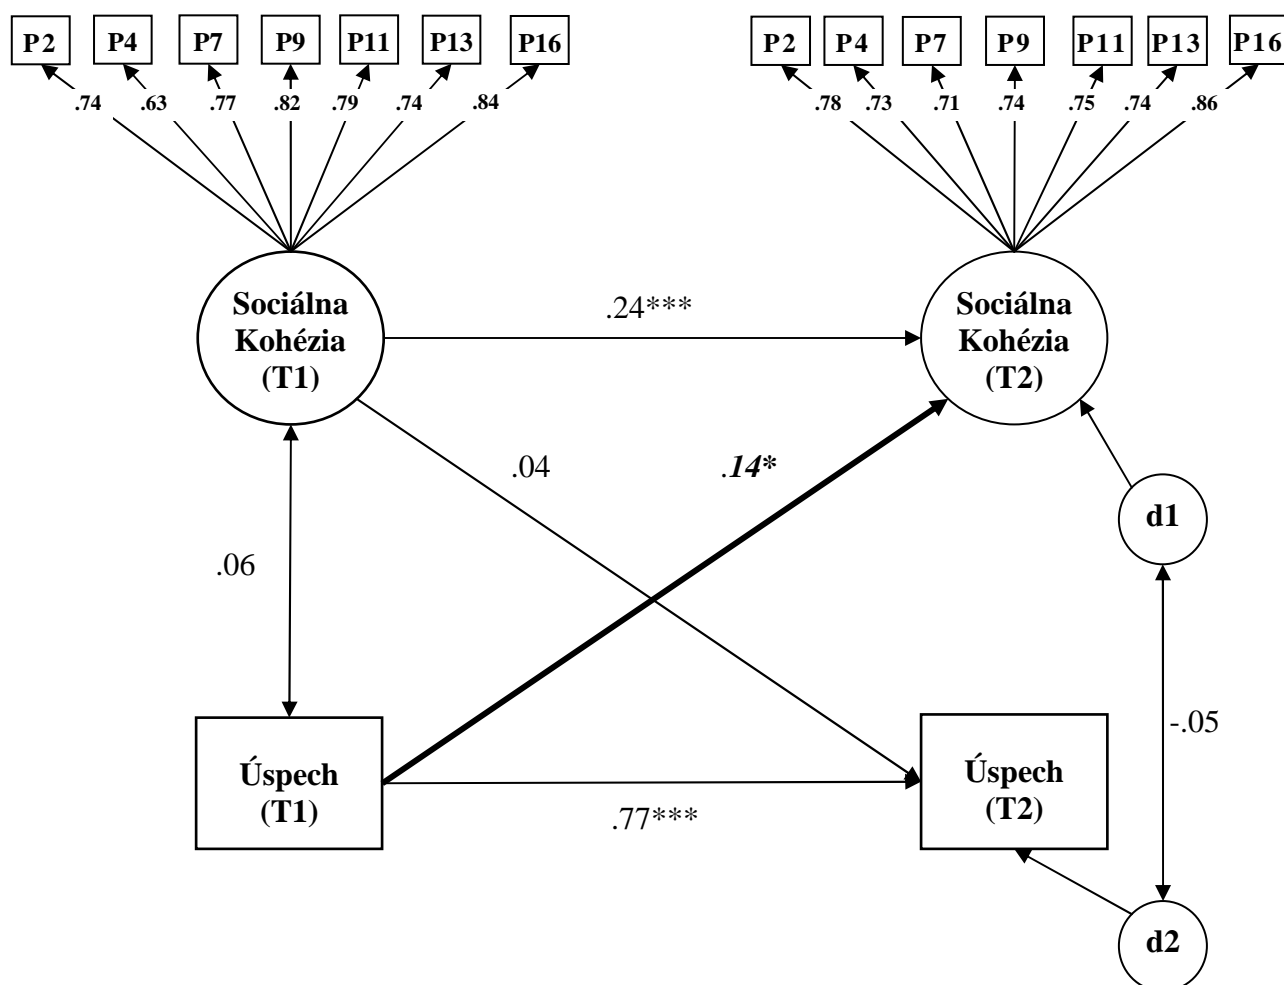 P2 P4 P7 P9 P11 P13 P16 P2 P4 P7 P9 P11 P13 P16
.74 .63 .77 .82 .79 .74 .84 .78 .73 .71 .74 .75 .74 .86
Sociálna
Kohézia
(T1)
.24***
Sociálna
Kohézia
(T2)
.04
.14*
d1
.06
-.05
Úspech
(T1)
.77***
Úspech
(T2)
d2